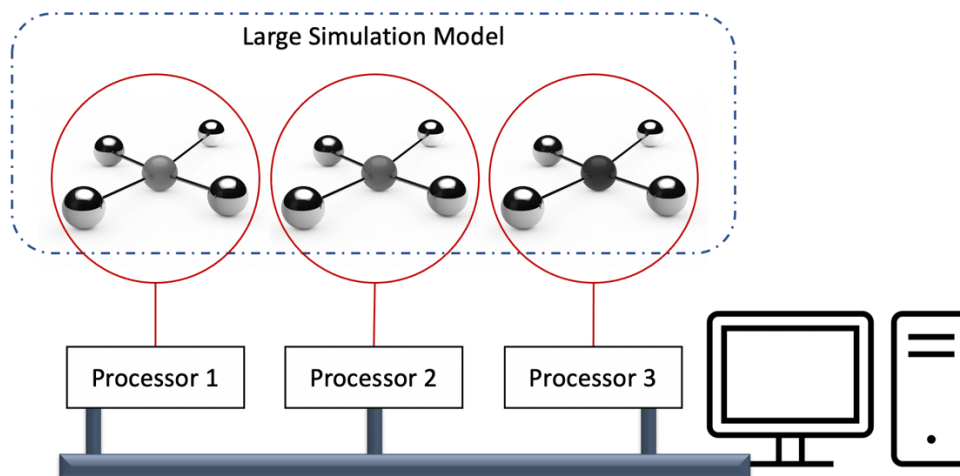 Large Simulation Model
Processor 1
Processor 2
Processor 3